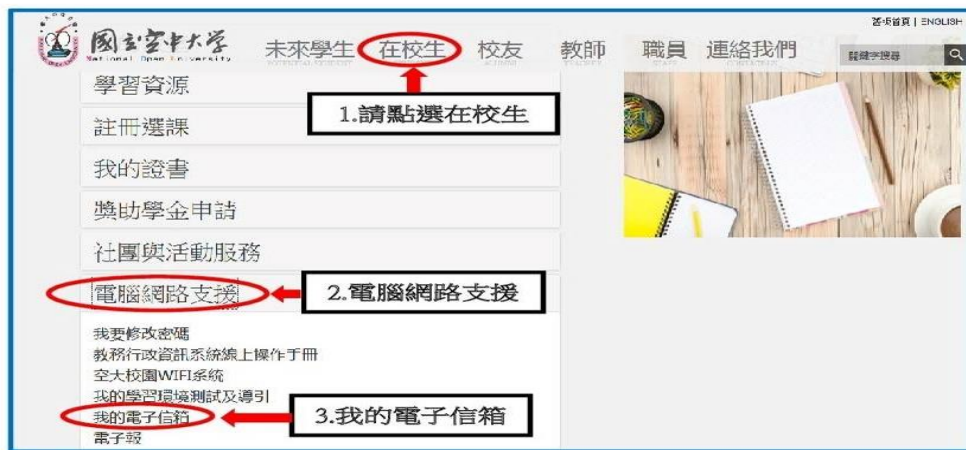 舊版首頁 | ENGLISH
國立空中大學
National Open University
未來學生 在校生 校友 教師 職員 連絡我們
關鍵字搜尋
學習資源
1.請點選在校生
註冊選課
我的證書
獎助學金申請
社團與活動服務
電腦網路支援
2.電腦網路支援
我要修改密碼
教務行政資訊系統線上操作手冊
空大校園WIFI系統
我的學習環境測試及導引
我的電子信箱
3.我的電子信箱
電子報